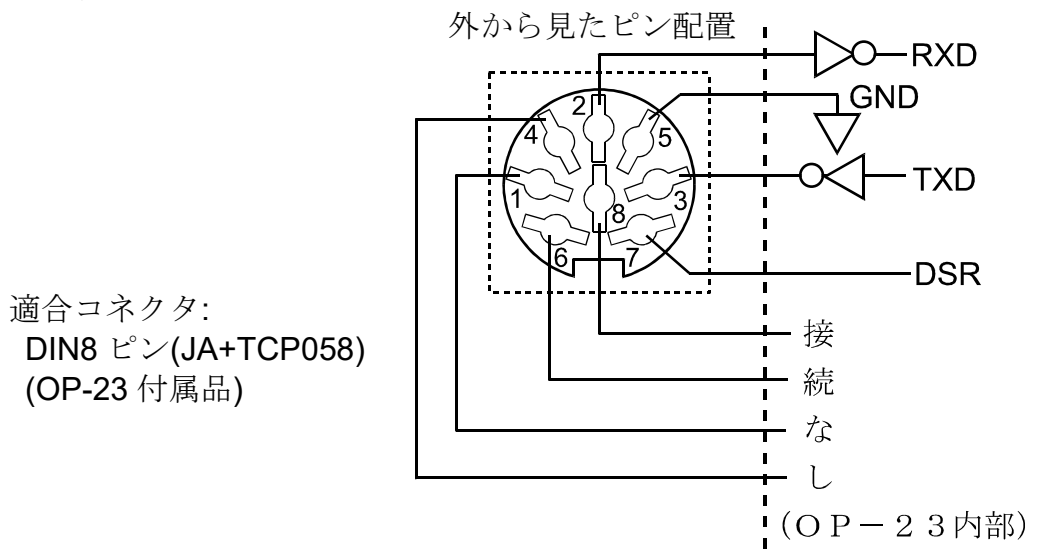 外から見たピン配置
RXD
GND
2
4
5
TXD
1
3
8
6
7
DSR
適合コネクタ:
DIN8 ピン(JA+TCP058)
(OP-23 付属品)
接
続
な
し
(OP-23内部)